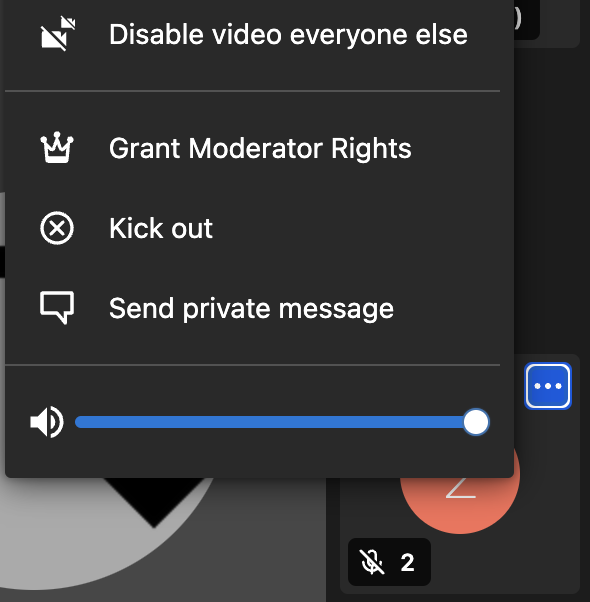 Disable video everyone else
)
Grant Moderator Rights
Kick out
Send private message
2